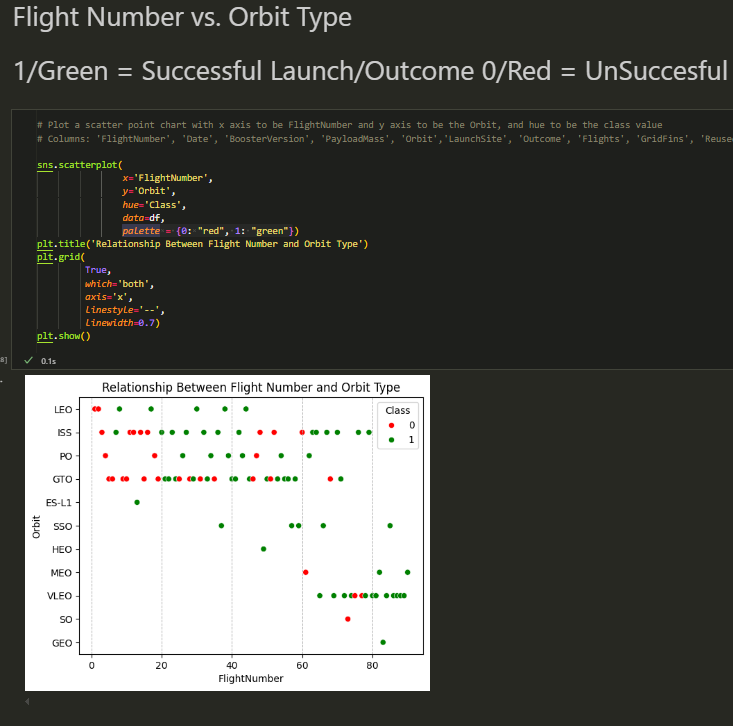 Flight Number vs. Orbit Type
1/Green = Successful Launch/Outcome 0/Red = UnSuccesful
# Plot a scatter point chart with x axis to be FlightNumber and y axis to be the Orbit, and hue to be the class value
# Columns: 'FlightNumber', 'Date', 'BoosterVersion', 'PayloadMass', 'Orbit','LaunchSite', 'Outcome', 'Flights', 'GridFins', 'Reuse
sns.scatterplot(
x='FlightNumber',
y='Orbit',
hue='Class',
data=df,
palette = {0: "red", 1: "green"})
plt.title('Relationship Between Flight Number and Orbit Type')
plt.grid(
True,
which='both',
axis='x',
linestyle='--',
linewidth=0.7)
plt.show()
8]
0.1s
Relationship Between Flight Number and Orbit Type
Class
0
1
LEO
ISS
PO
GTO
ES-L1
SSO
HEO
MEO
VLEO
SO
GEO
Orbit
0 20 40 60 80
FlightNumber